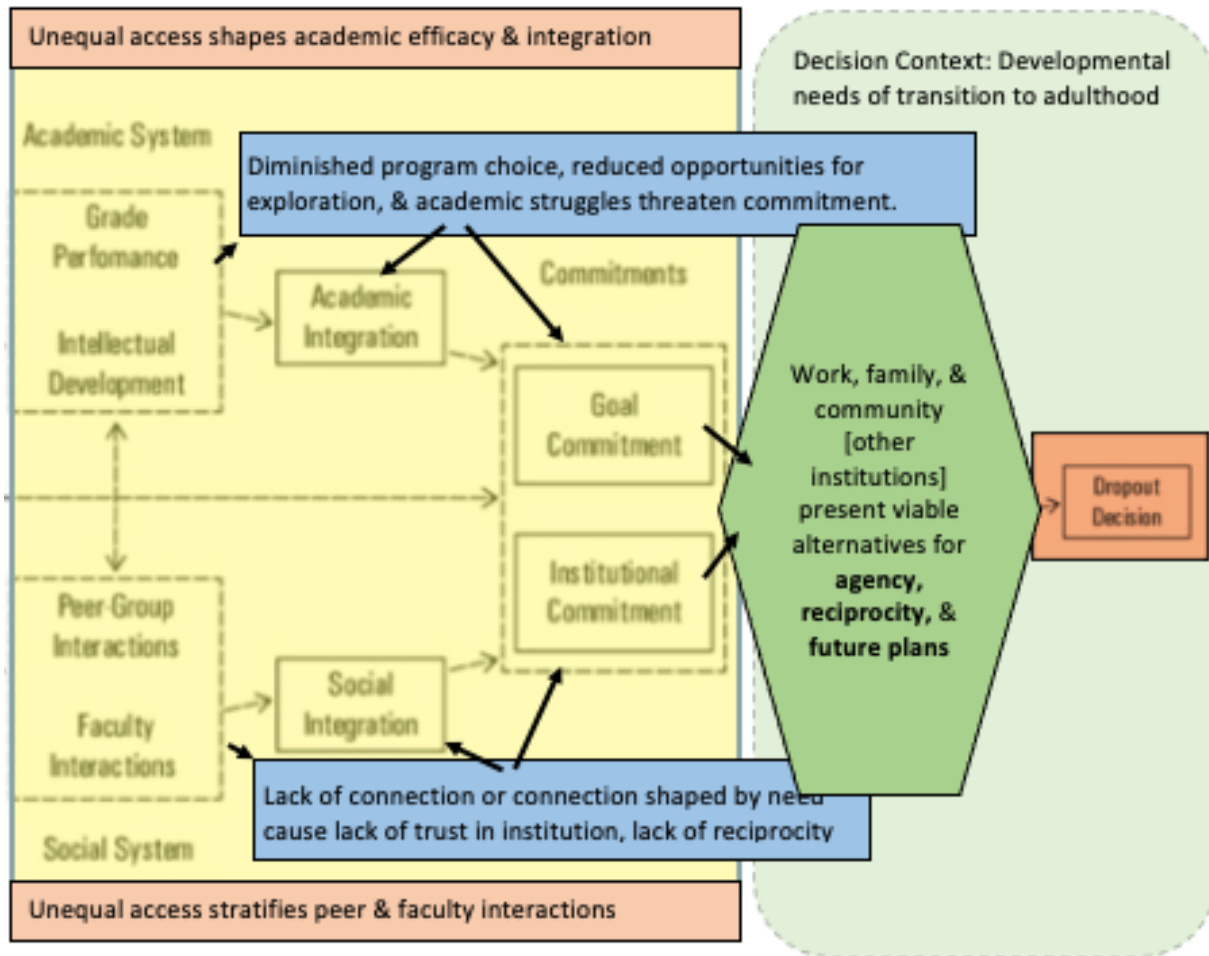 Unequal access shapes academic efficacy & integration
Decision Context: Developmental
needs of transition to adulthood
Academic System
Diminished program choice, reduced opportunities for
exploration, & academic struggles threaten commitment.
Grade
Perfomance
Intellectual
Development
Academic
Integration
Commitments
Goal
Commitment
Institutional
Commitment
Work, family, &
community
[other
institutions]
present viable
alternatives for
agency,
reciprocity, &
future plans
Dropout
Decision
Peer-Group
Interactions
Faculty
Interactions
Social
Integration
Lack of connection or connection shaped by need
cause lack of trust in institution, lack of reciprocity
Social System
Unequal access stratifies peer & faculty interactions